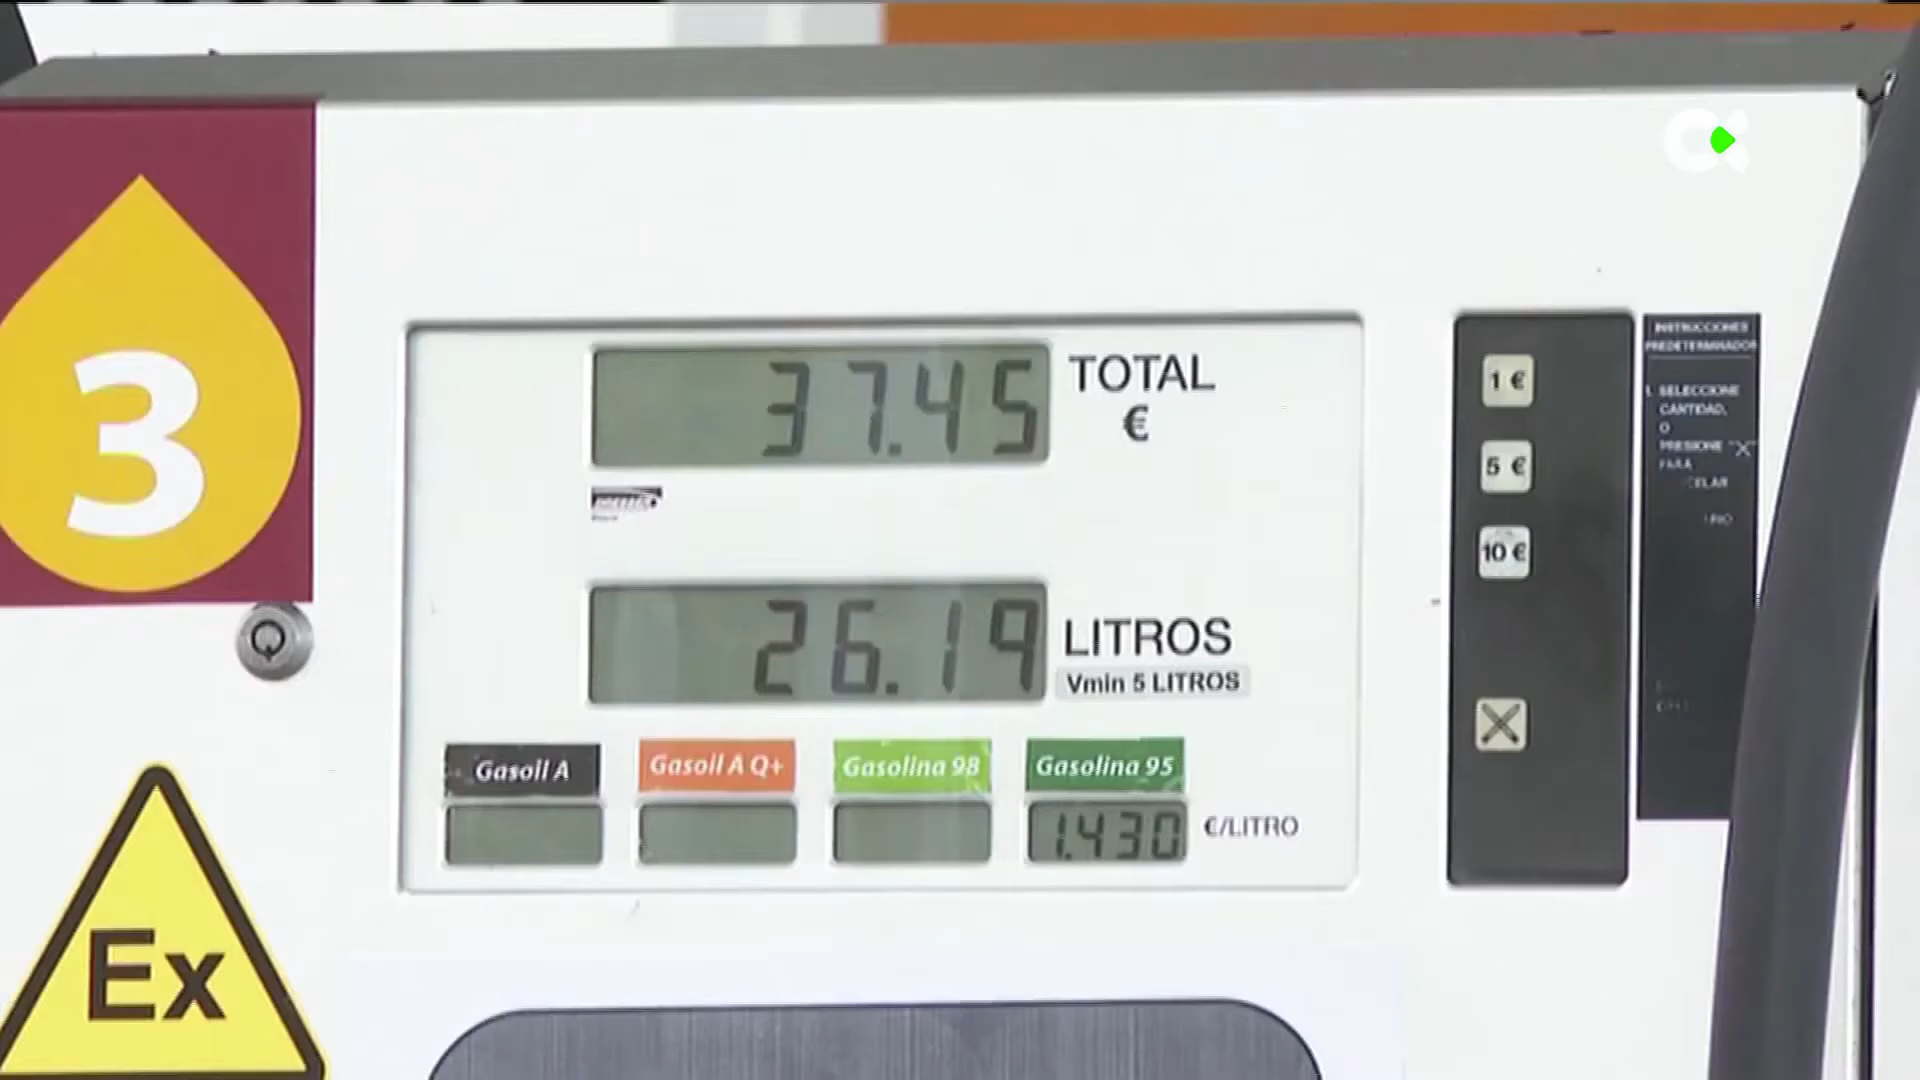 3
37.45
TOTAL
€
26.19
LITROS
Vmin 5 LITROS
Gasoil A
Gasoil A Q+
Gasolina 98
Gasolina 95
1.430
€/LITRO
1 €
5 €
10 €
INSTRUCCIONES
PREDETERMINADOR
1. SELECCIONE
CANTIDAD,
O
PRESIONE "X"
PARA
Ex